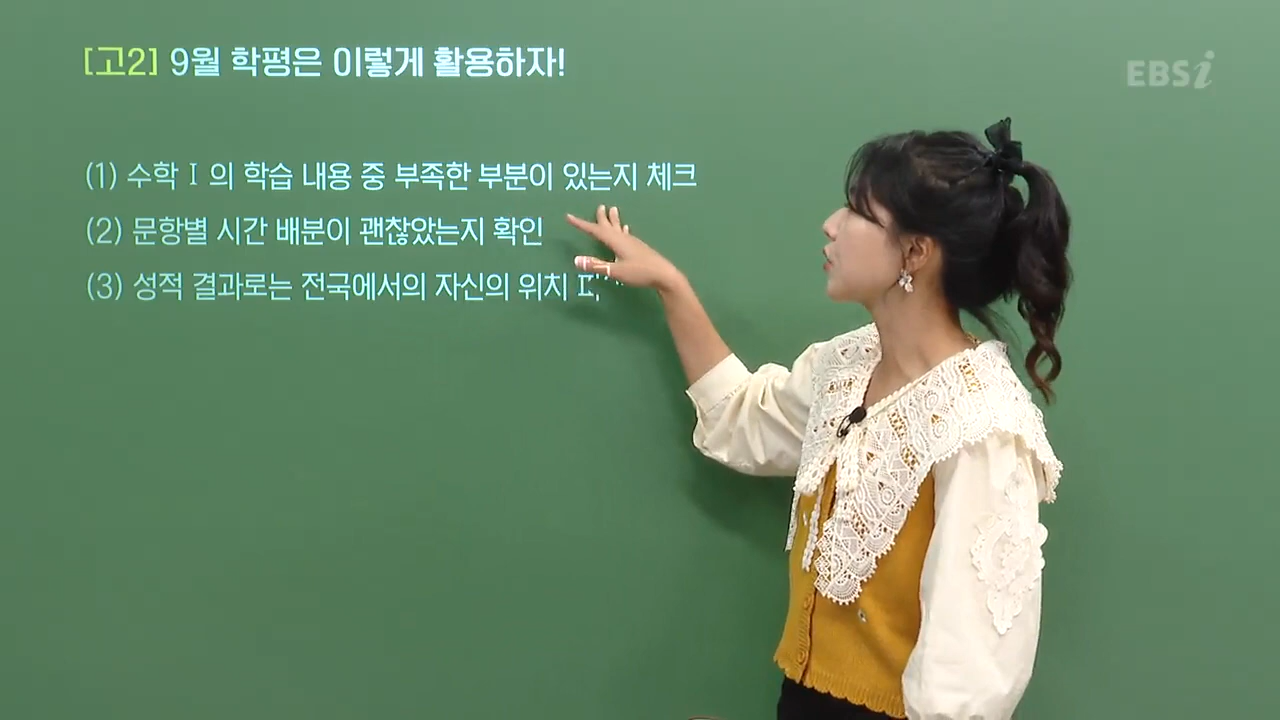 [고2] 9월 학평은 이렇게 활용하자!
EBSi
(1) 수학Ⅰ의 학습 내용 중 부족한 부분이 있는지 체크
(2) 문항별 시간 배분이 괜찮았는지 확인
(3) 성적 결과로는 전국에서의 자신의 위치